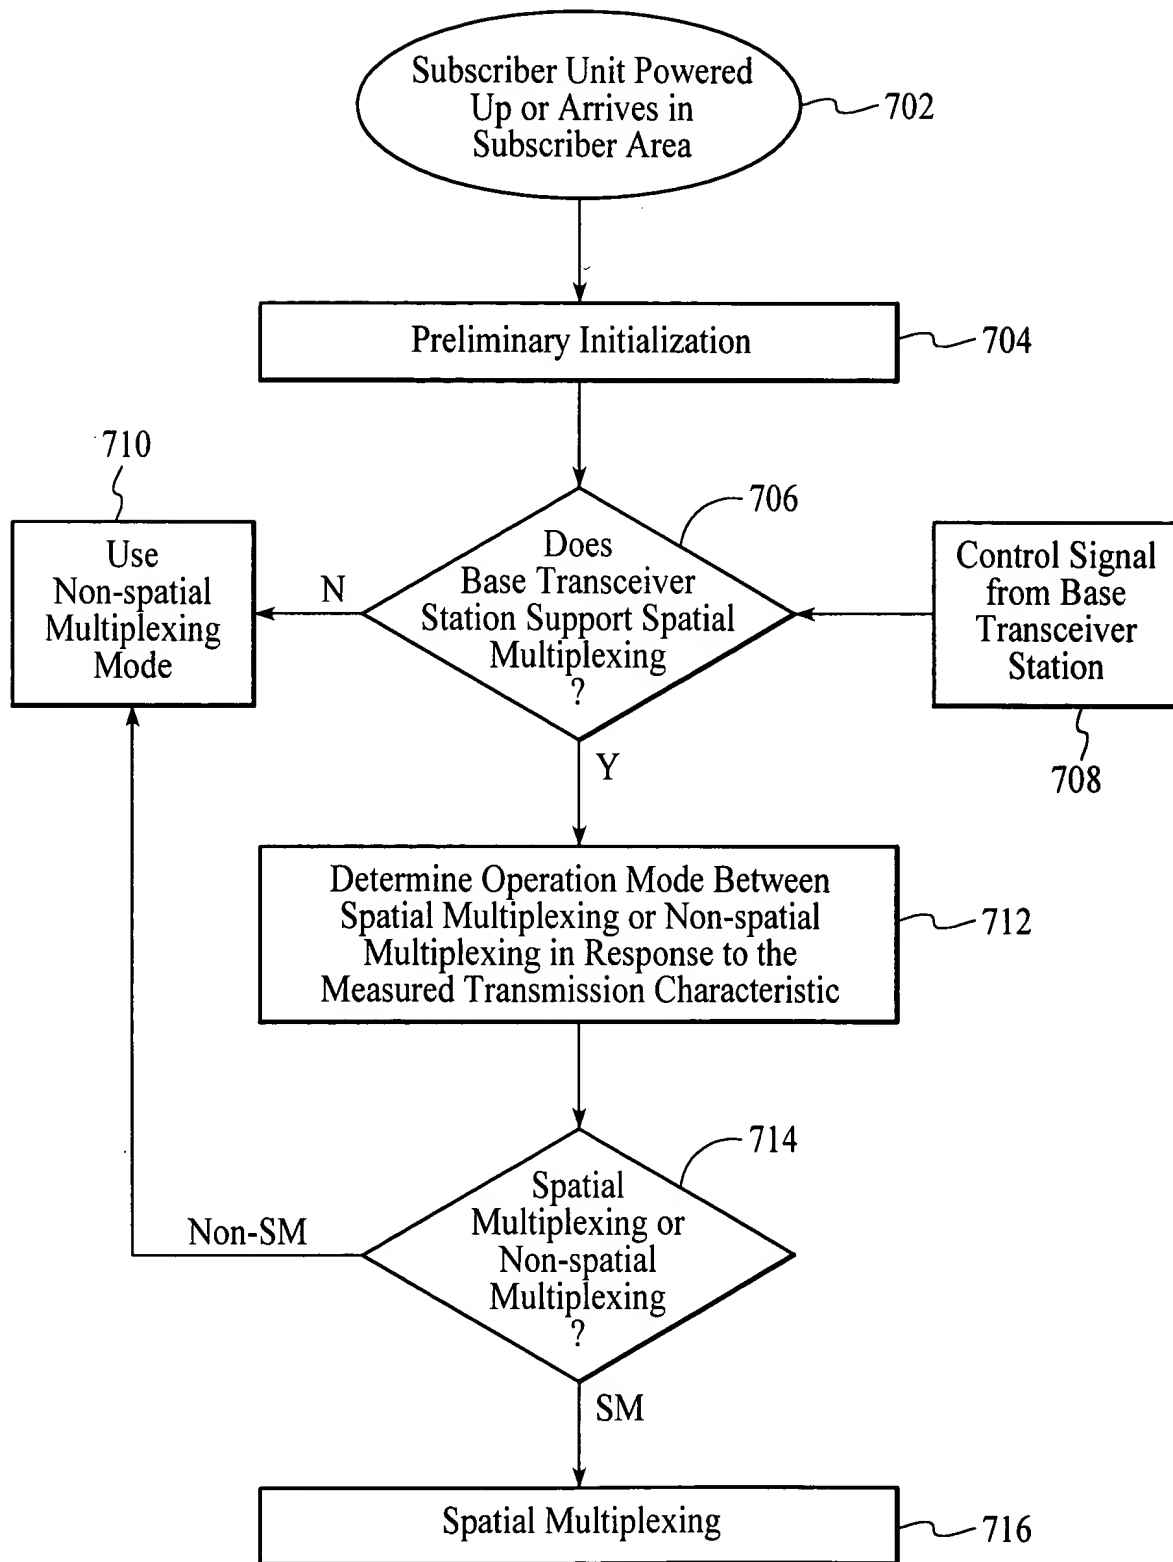 Subscriber Unit Powered
Up or Arrives in
Subscriber Area
702
Preliminary Initialization
704
710
706
Use
Non-spatial
Multiplexing
Mode
N
Does
Base Transceiver
Station Support Spatial
Multiplexing
?
Control Signal
from Base
Transceiver
Station
708
Y
Determine Operation Mode Between
Spatial Multiplexing or Non-spatial
Multiplexing in Response to the
Measured Transmission Characteristic
712
714
Non-SM
Spatial
Multiplexing or
Non-spatial
Multiplexing
?
SM
Spatial Multiplexing
716